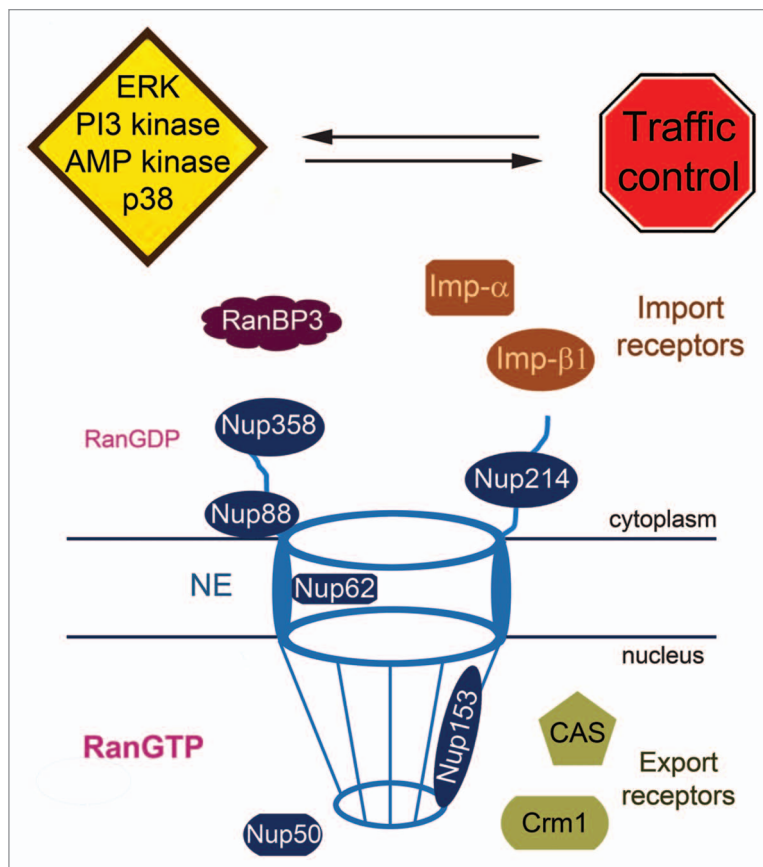 ERK
PI3 kinase
AMP kinase
p38
Traffic
control
Imp-α
RanBP3
Import
receptors
Imp-β1
Nup358
RanGDP
Nup214
Nup88
cytoplasm
NE
Nup62
nucleus
Nup153
RanGTP
CAS
Export
receptors
Crm1
Nup50